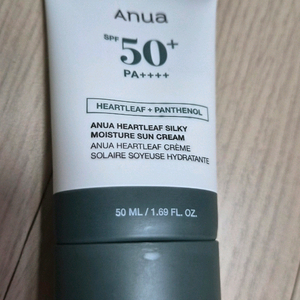 Anua
SPF 50+
PA++++
HEARTLEAF + PANTHENOL
ANUA HEARTLEAF SILKY
MOISTURE SUN CREAM
ANUA HEARTLEAF CRÈME
SOLAIRE SOYEUSE HYDRATANTE
50 ML / 1.69 FL. OZ.